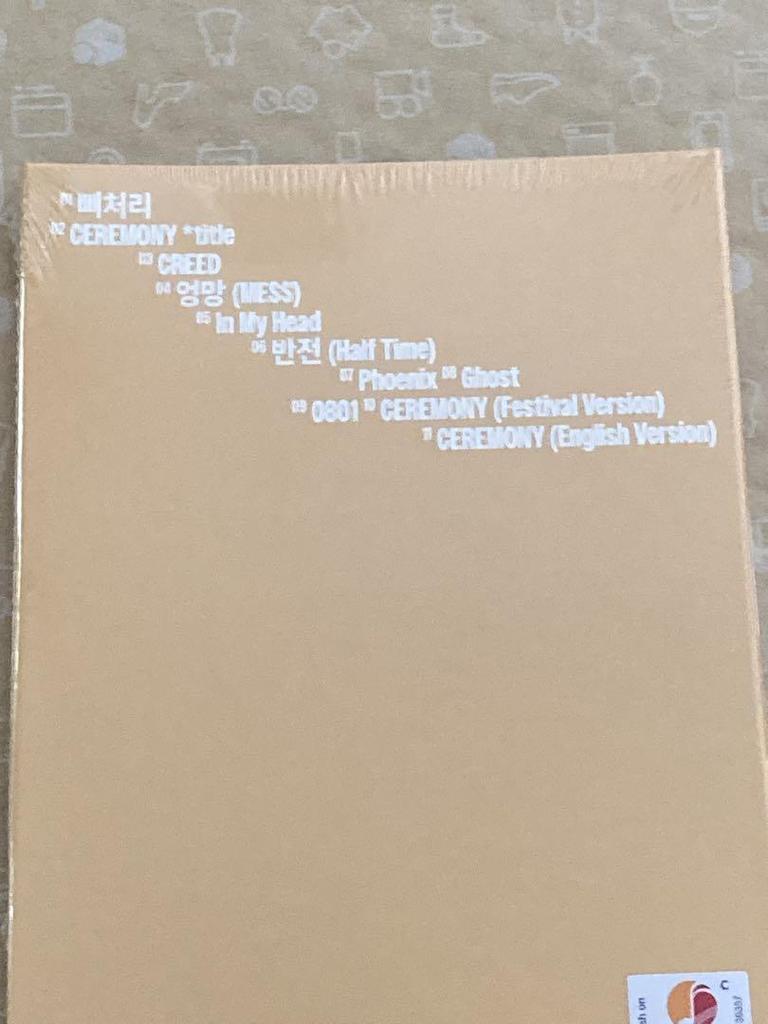 01 삐처리
02 CEREMONY *title
03 CREED
04 엉망 (MESS)
05 In My Head
06 반전 (Half Time)
07 Phoenix 08 Ghost
09 0801 10 CEREMONY (Festival Version)
11 CEREMONY (English Version)